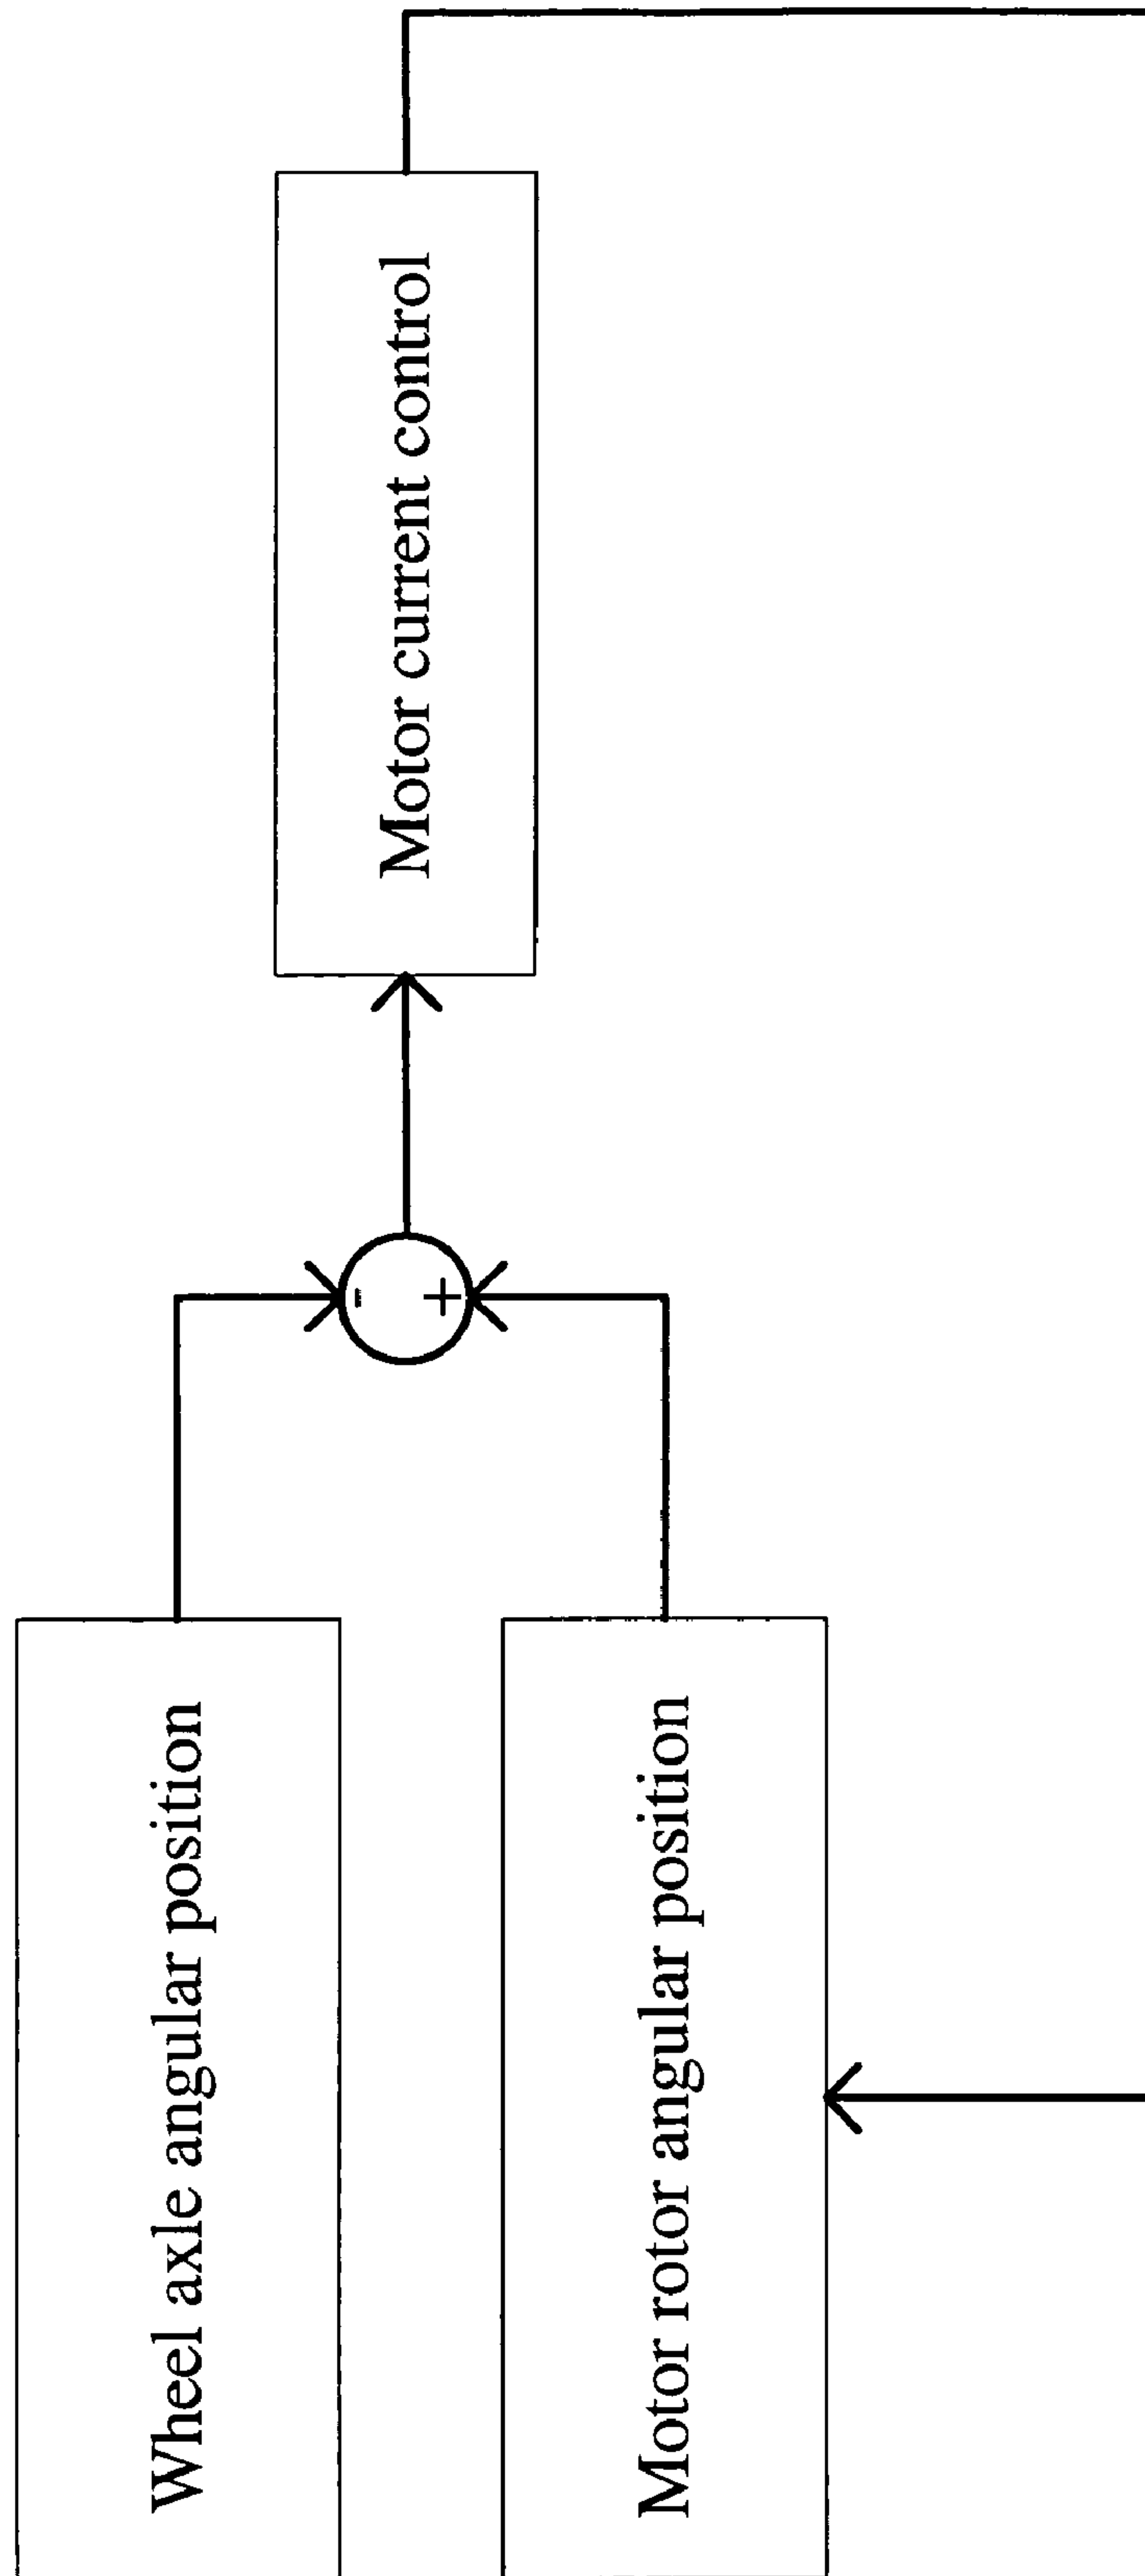 Wheel axle angular position
Motor rotor angular position
-
+
Motor current control